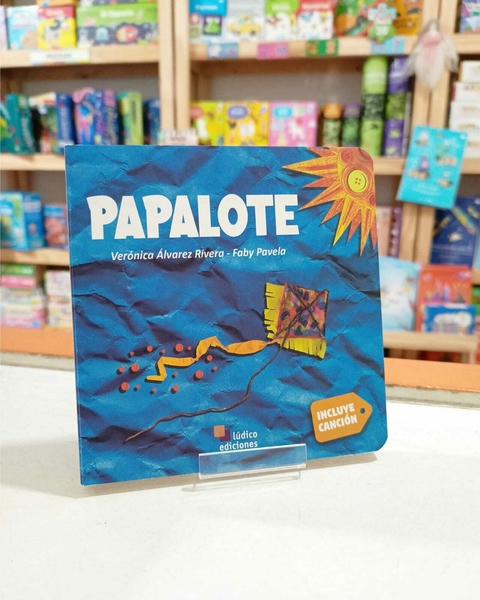 PAPALOTE
Verónica Álvarez Rivera - Faby Pavela
INCLUYE
CANCIÓN
lúdico
ediciones